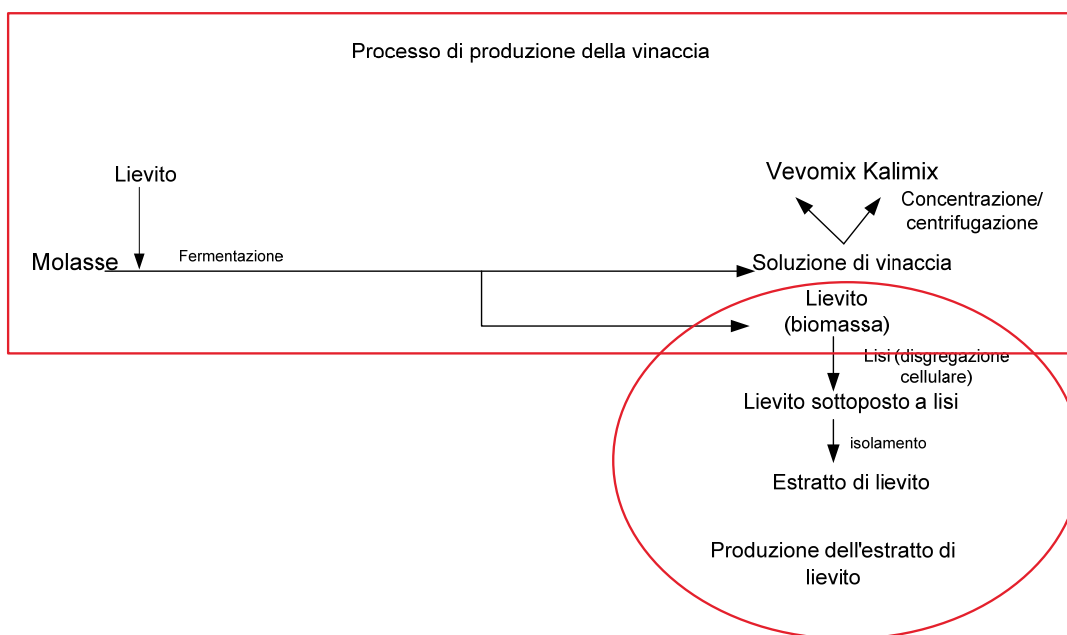 Processo di produzione della vinaccia
Lievito
Vevomix Kalimix
Concentrazione/
centrifugazione
Molasse
Fermentazione
Soluzione di vinaccia
Lievito
(biomassa)
Lisi (disgregazione
cellulare)
Lievito sottoposto a lisi
isolamento
Estratto di lievito
Produzione dell'estratto di
lievito